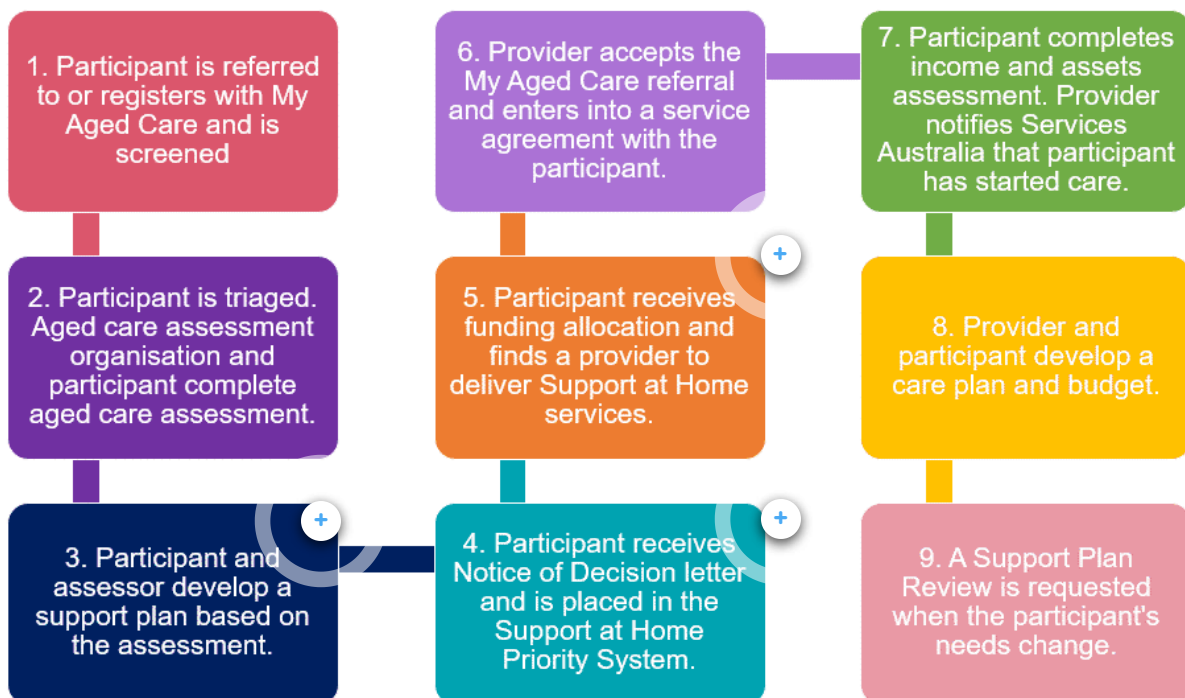 1. Participant is referred
to or registers with My
Aged Care and is
screened
2. Participant is triaged.
Aged care assessment
organisation and
participant complete
aged care assessment.
3. Participant and
assessor develop a
support plan based on
the assessment.
4. Participant receives
Notice of Decision letter
and is placed in the
Support at Home
Priority System.
5. Participant receives
funding allocation and
finds a provider to
deliver Support at Home
services.
6. Provider accepts the
My Aged Care referral
and enters into a service
agreement with the
participant.
7. Participant completes
income and assets
assessment. Provider
notifies Services
Australia that participant
has started care.
8. Provider and
participant develop a
care plan and budget.
9. A Support Plan
Review is requested
when the participant's
needs change.